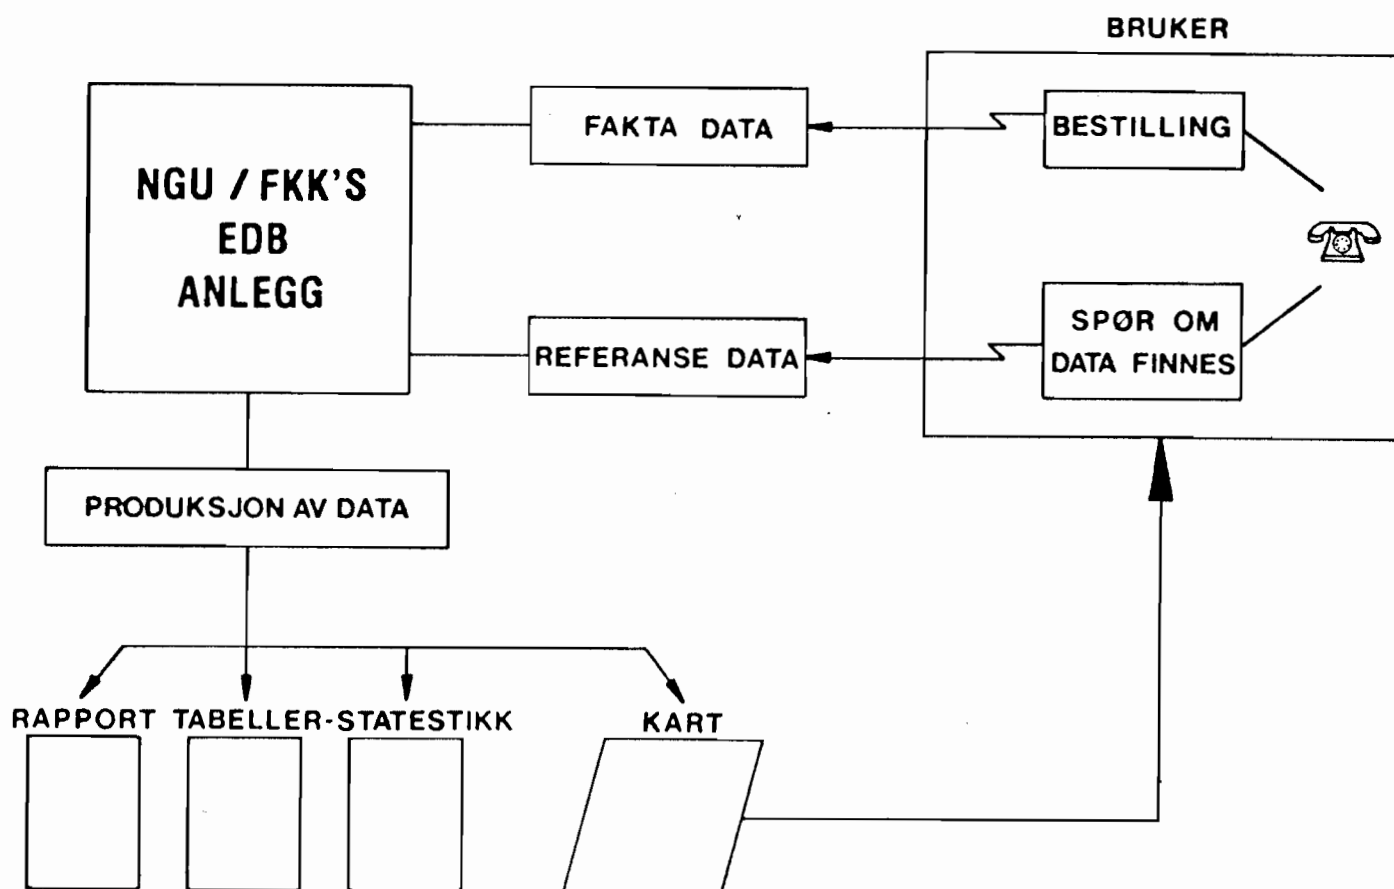 BRUKER
NGU / FKK'S
EDB
ANLEGG
FAKTA DATA
BESTILLING
REFERANSE DATA
SPØR OM
DATA FINNES
PRODUKSJON AV DATA
RAPPORT TABELLER-STATESTIKK KART